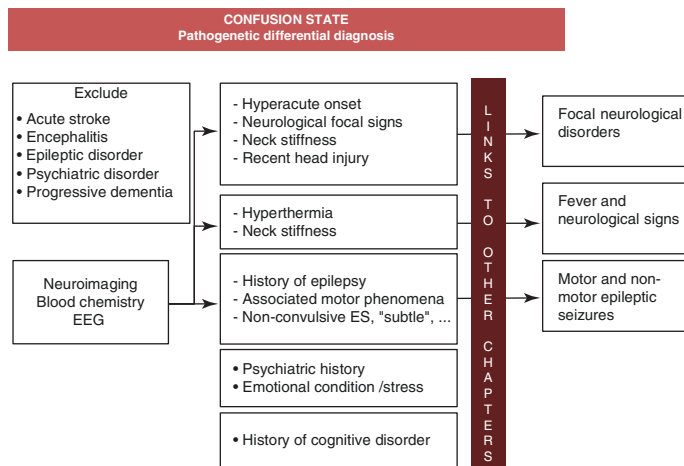 CONFUSION STATE
Pathogenetic differential diagnosis
Exclude
• Acute stroke
• Encephalitis
• Epileptic disorder
• Psychiatric disorder
• Progressive dementia
Neuroimaging
Blood chemistry
EEG
- Hyperacute onset
- Neurological focal signs
- Neck stiffness
- Recent head injury
- Hyperthermia
- Neck stiffness
- History of epilepsy
- Associated motor phenomena
- Non-convulsive ES, "subtle", ...
• Psychiatric history
• Emotional condition /stress
• History of cognitive disorder
LINKS TO OTHER CHAPTERS
Focal neurological
disorders
Fever and
neurological signs
Motor and non-
motor epileptic
seizures